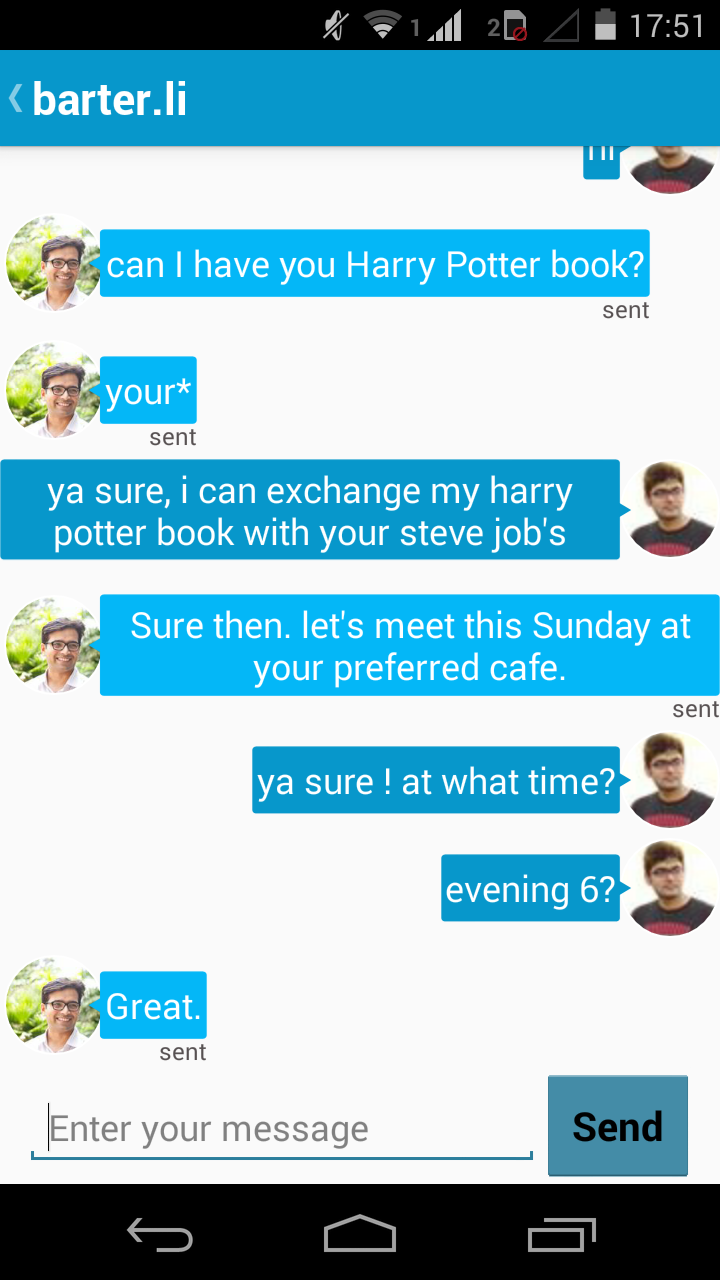 1
2
17:51
barter.li
can I have you Harry Potter book?
sent
your*
sent
ya sure, i can exchange my harry
potter book with your steve job's
Sure then. let's meet this Sunday at
your preferred cafe.
sent
ya sure ! at what time?
evening 6?
Great.
sent
Enter your message
Send